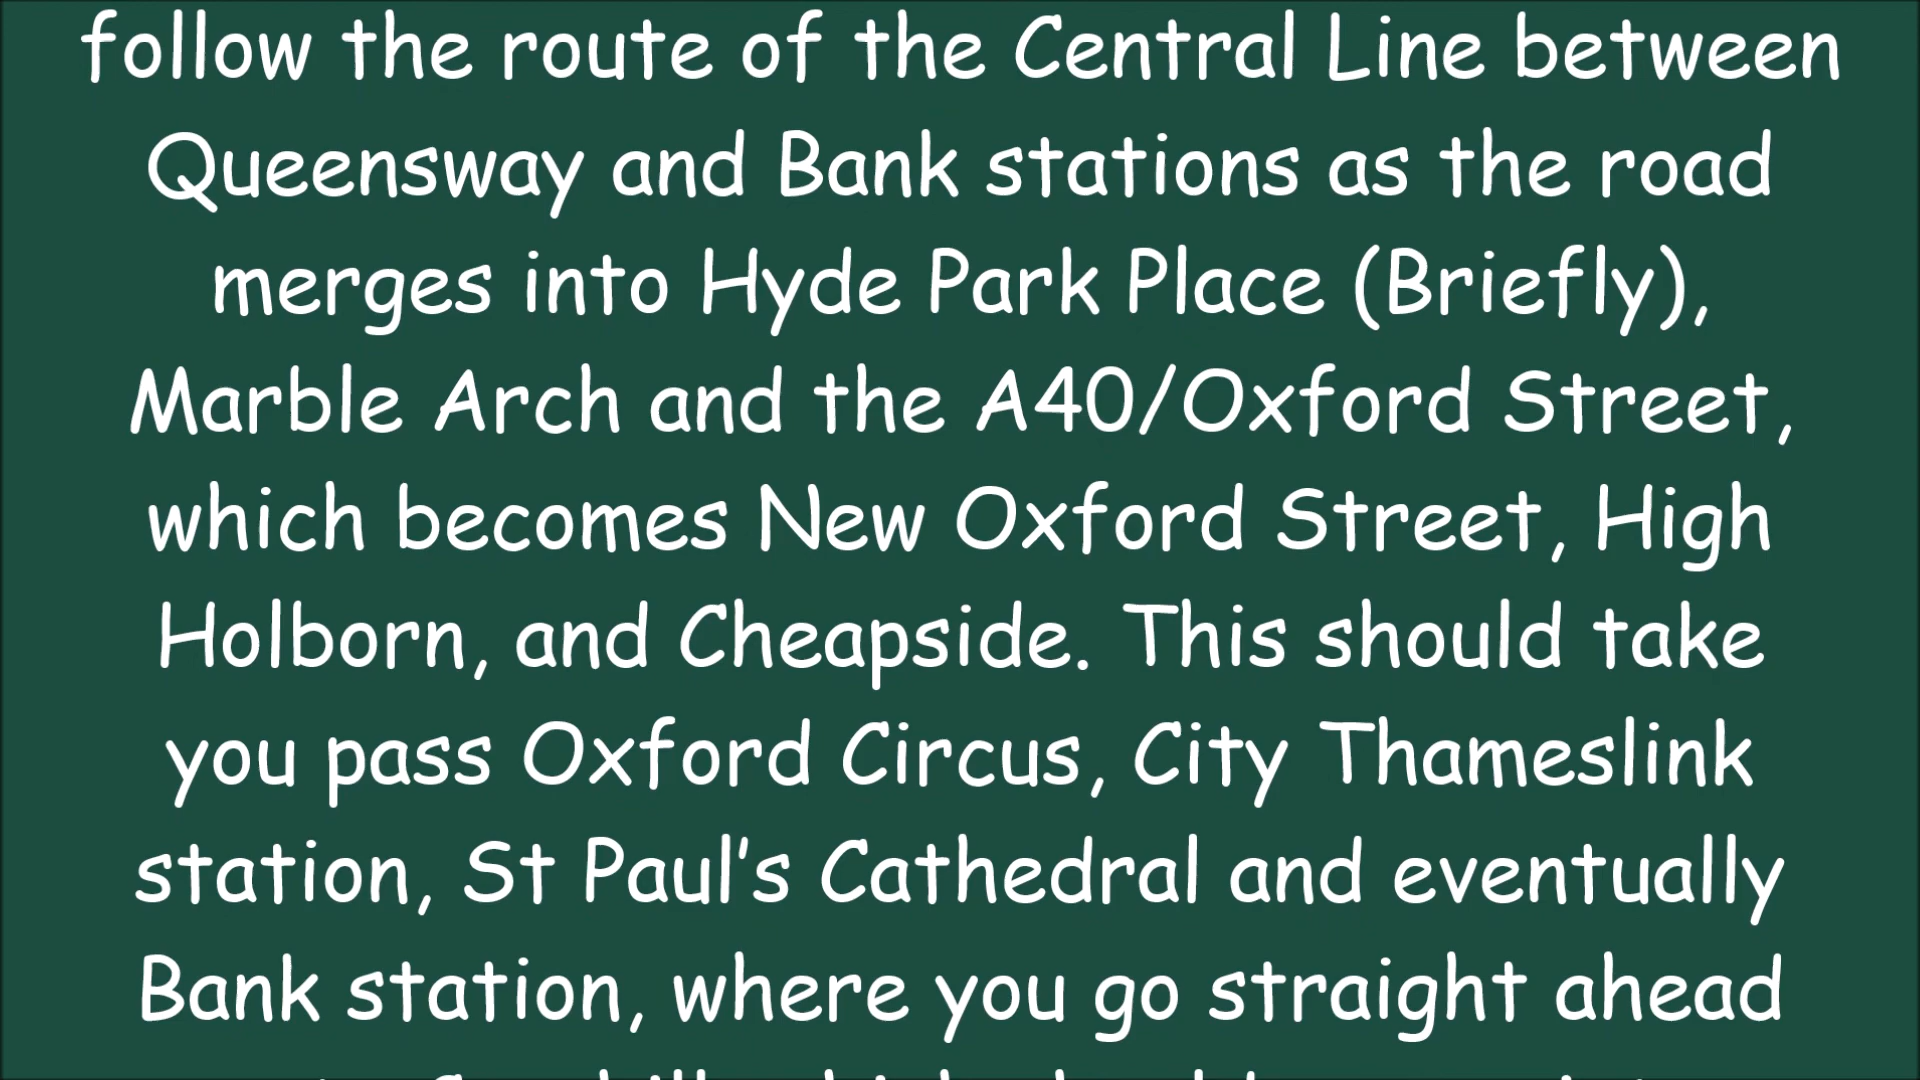 follow the route of the Central Line between
Queensway and Bank stations as the road
merges into Hyde Park Place (Briefly),
Marble Arch and the A40/Oxford Street,
which becomes New Oxford Street, High
Holborn, and Cheapside. This should take
you pass Oxford Circus, City Thameslink
station, St Paul's Cathedral and eventually
Bank station, where you go straight ahead